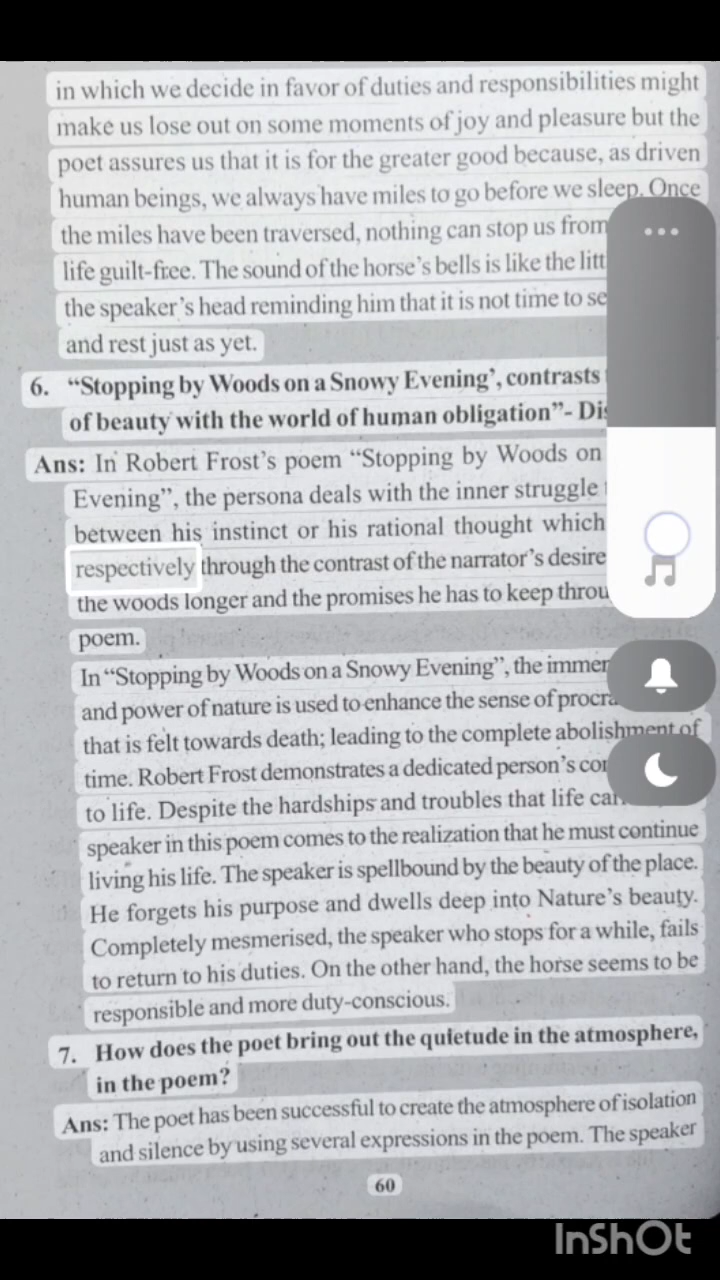 in which we decide in favor of duties and responsibilities might
make us lose out on some moments of joy and pleasure but the
poet assures us that it is for the greater good because, as driven
human beings, we always have miles to go before we sleep. Once
the miles have been traversed, nothing can stop us from
life guilt-free. The sound of the horse's bells is like the
the speaker's head reminding him that it is not time to
and rest just as yet.
6. "Stopping by Woods on a Snowy Evening', contrasts
of beauty with the world of human obligation"-
Ans: In Robert Frost's poem "Stopping by Woods on
Evening", the persona deals with the inner struggle
between his instinct or his rational thought which
respectively through the contrast of the narrator's desire
the woods longer and the promises he has to keep
poem.
In "Stopping by Woods on a Snowy Evening", the
and power of nature is used to enhance the sense of
that is felt towards death; leading to the complete abolishment of
time. Robert Frost demonstrates a dedicated person's
to life. Despite the hardships and troubles that life
speaker in this poem comes to the realization that he must continue
living his life. The speaker is spellbound by the beauty of the place.
He forgets his purpose and dwells deep into Nature's beauty.
Completely mesmerised, the speaker who stops for a while, fails
to return to his duties. On the other hand, the horse seems to be
responsible and more duty-conscious.
7. How does the poet bring out the quietude in the atmosphere,
in the poem?
Ans: The poet has been successful to create the atmosphere of isolation
and silence by using several expressions in the poem. The speaker
60
InShOt